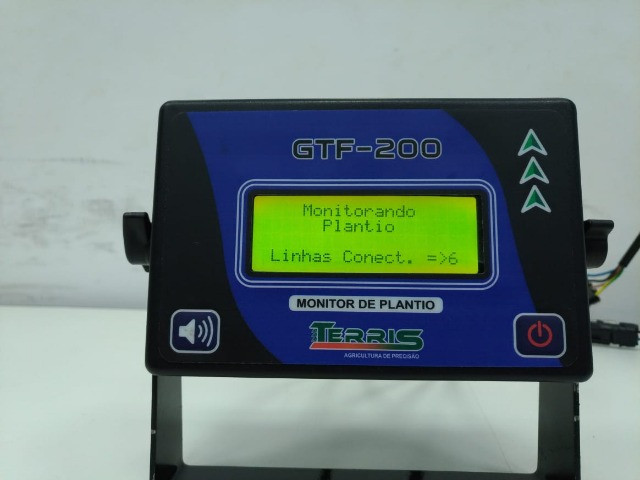 GTF-200
Monitorando
Plantio
Linhas Conect. =>6
MONITOR DE PLANTIO
TERRIS
AGRICULTURA DE PRECISÃO